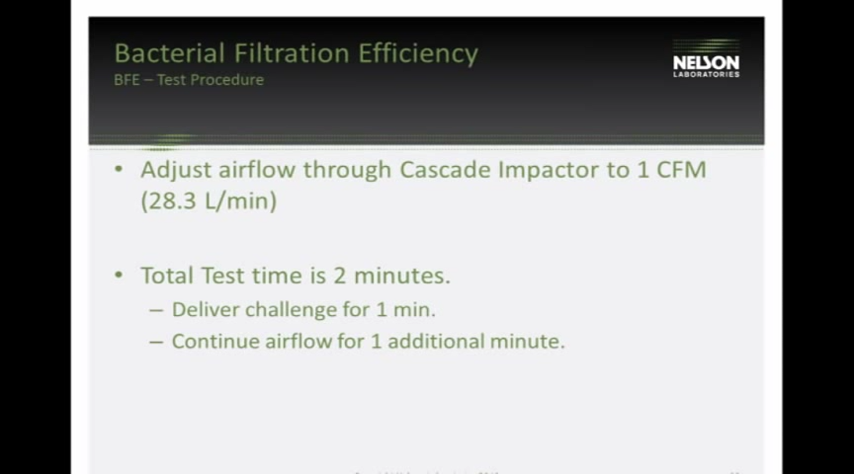 Bacterial Filtration Efficiency
BFE – Test Procedure
NELSON
LABORATORIES
• Adjust airflow through Cascade Impactor to 1 CFM
(28.3 L/min)
• Total Test time is 2 minutes.
– Deliver challenge for 1 min.
– Continue airflow for 1 additional minute.